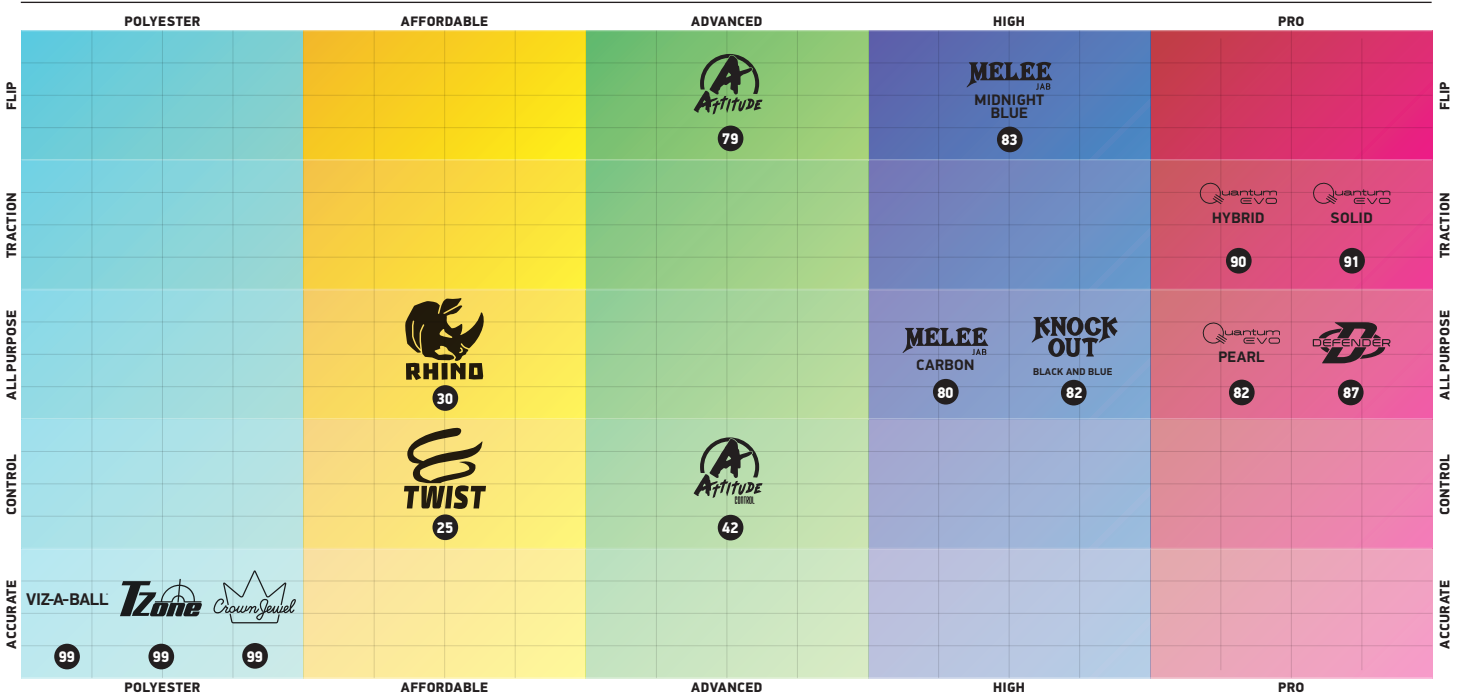 POLYESTER AFFORDABLE ADVANCED HIGH PRO
FLIP FLIP
ATTITUDE
MELEE
JAB
MIDNIGHT
BLUE
79 83
TRACTION TRACTION
Quantum
EVO
HYBRID
90
Quantum
EVO
SOLID
91
ALL PURPOSE ALL PURPOSE
RHINO
30
MELEE
JAB
CARBON
80
KNOCK
OUT
BLACK AND BLUE
82
Quantum
EVO
PEARL
82
DEFENDER
87
CONTROL CONTROL
TWIST
25
ATTITUDE
CONTROL
42
ACCURATE ACCURATE
VIZ-A-BALL TZone Crown Jewel
99 99 99
POLYESTER AFFORDABLE ADVANCED HIGH PRO